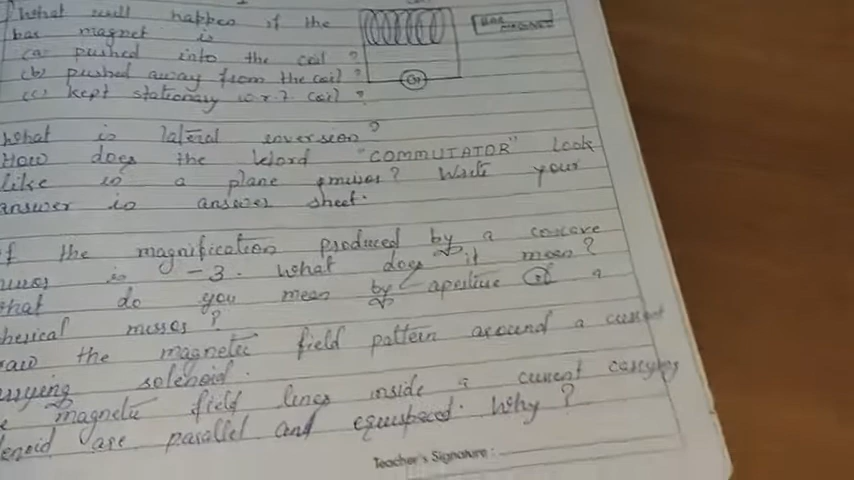 What will happen if the
bar magnet is
BAR MAGNET
(a) pushed into the coil ?
(b) pushed away from the coil ?
G
(c) kept stationary w.r.t coil ?
What is lateral inversion ?
How does the word "COMMUTATOR" look
like in a plane mirror? Write your
answer in answer sheet.
If the magnification produced by a concave
is -3. What does it mean ?
What do you mean by aperture of a
spherical mirror ?
the magnetic field pattern around a current
solenoid.
magnetic field lines inside a current carrying
are parallel and equispaced. Why ?
Teacher's Signature :